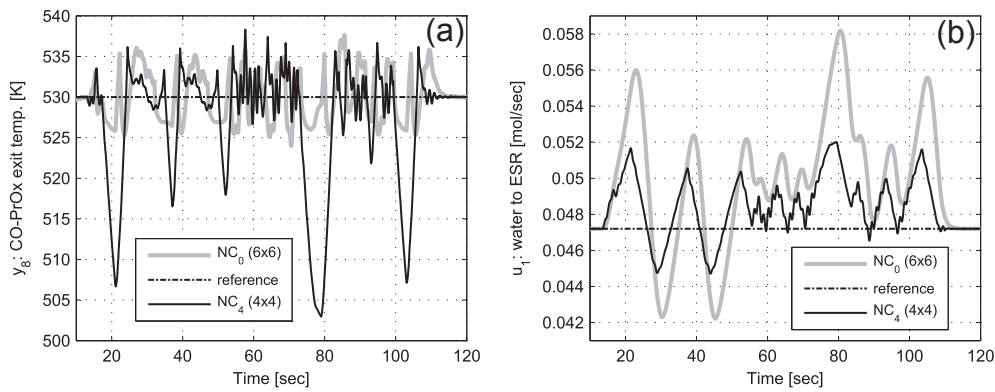 (a)
y8: CO-PrOx exit temp. [K]
540
535
530
525
520
515
510
505
500
20
40
60
80
100
120
Time [sec]
NC0 (6x6)
reference
NC4 (4x4)
(b)
u1: water to ESR [mol/sec]
0.058
0.056
0.054
0.052
0.05
0.048
0.046
0.044
0.042
20
40
60
80
100
120
Time [sec]
NC0 (6x6)
reference
NC4 (4x4)